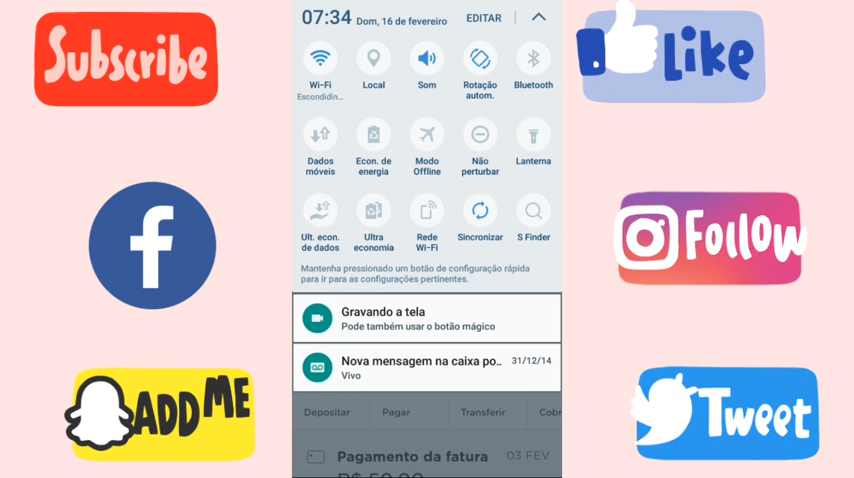 Subscribe
Like
Follow
ADD ME
Tweet
07:34 Dom, 16 de fevereiro EDITAR
Wi-Fi
Escondidin...
Local
Som
Rotação
autom.
Bluetooth
Dados
móveis
Econ. de
energia
Modo
Offline
Não
perturbar
Lanterna
Ult. econ.
de dados
Ultra
economia
Rede
Wi-Fi
Sincronizar
S Finder
Mantenha pressionado um botão de configuração rápida
para ir para as configurações pertinentes.
Gravando a tela
Pode também usar o botão mágico
Nova mensagem na caixa po.. 31/12/14
Vivo
Depositar Pagar Transferir Cobr
Pagamento da fatura 03 FEV